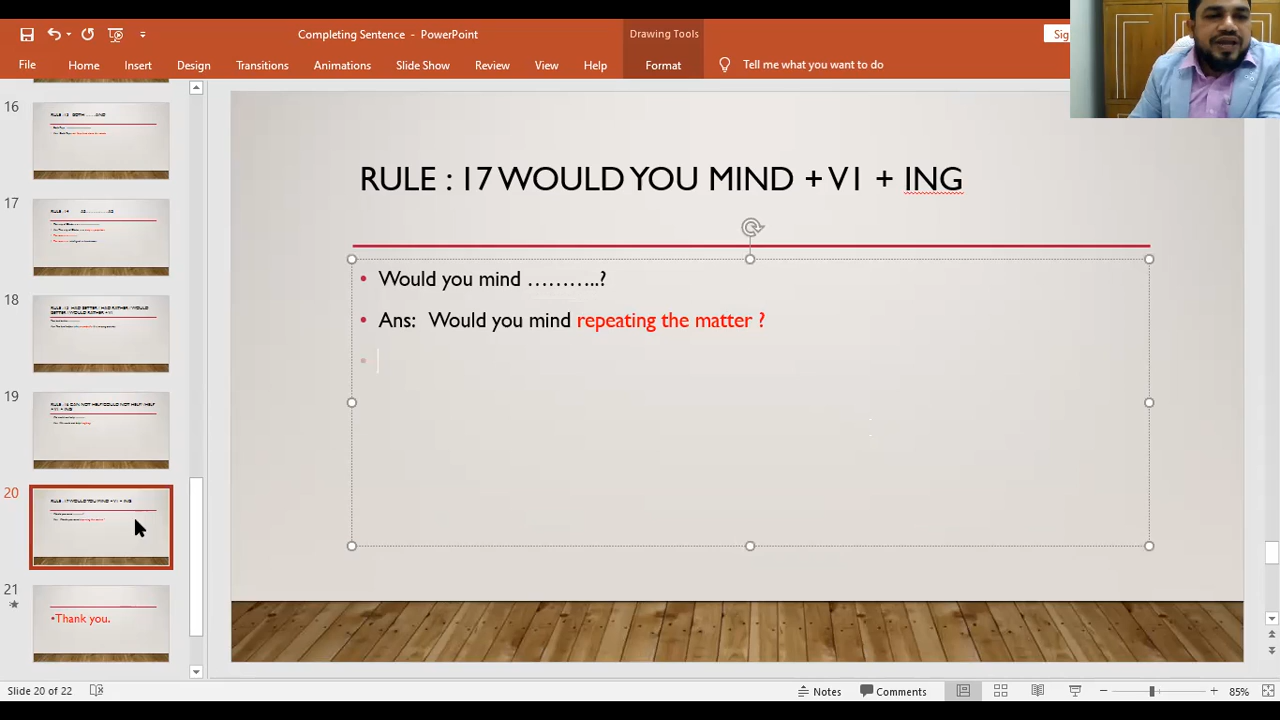 Completing Sentence - PowerPoint
Drawing Tools
Sig
File Home Insert Design Transitions Animations Slide Show Review View Help Format Tell me what you want to do
16
17
18
19
20
21
• Thank you.
RULE : 17 WOULD YOU MIND + V1 + ING
• Would you mind ………..?
• Ans: Would you mind repeating the matter ?
Slide 20 of 22
Notes Comments 85%